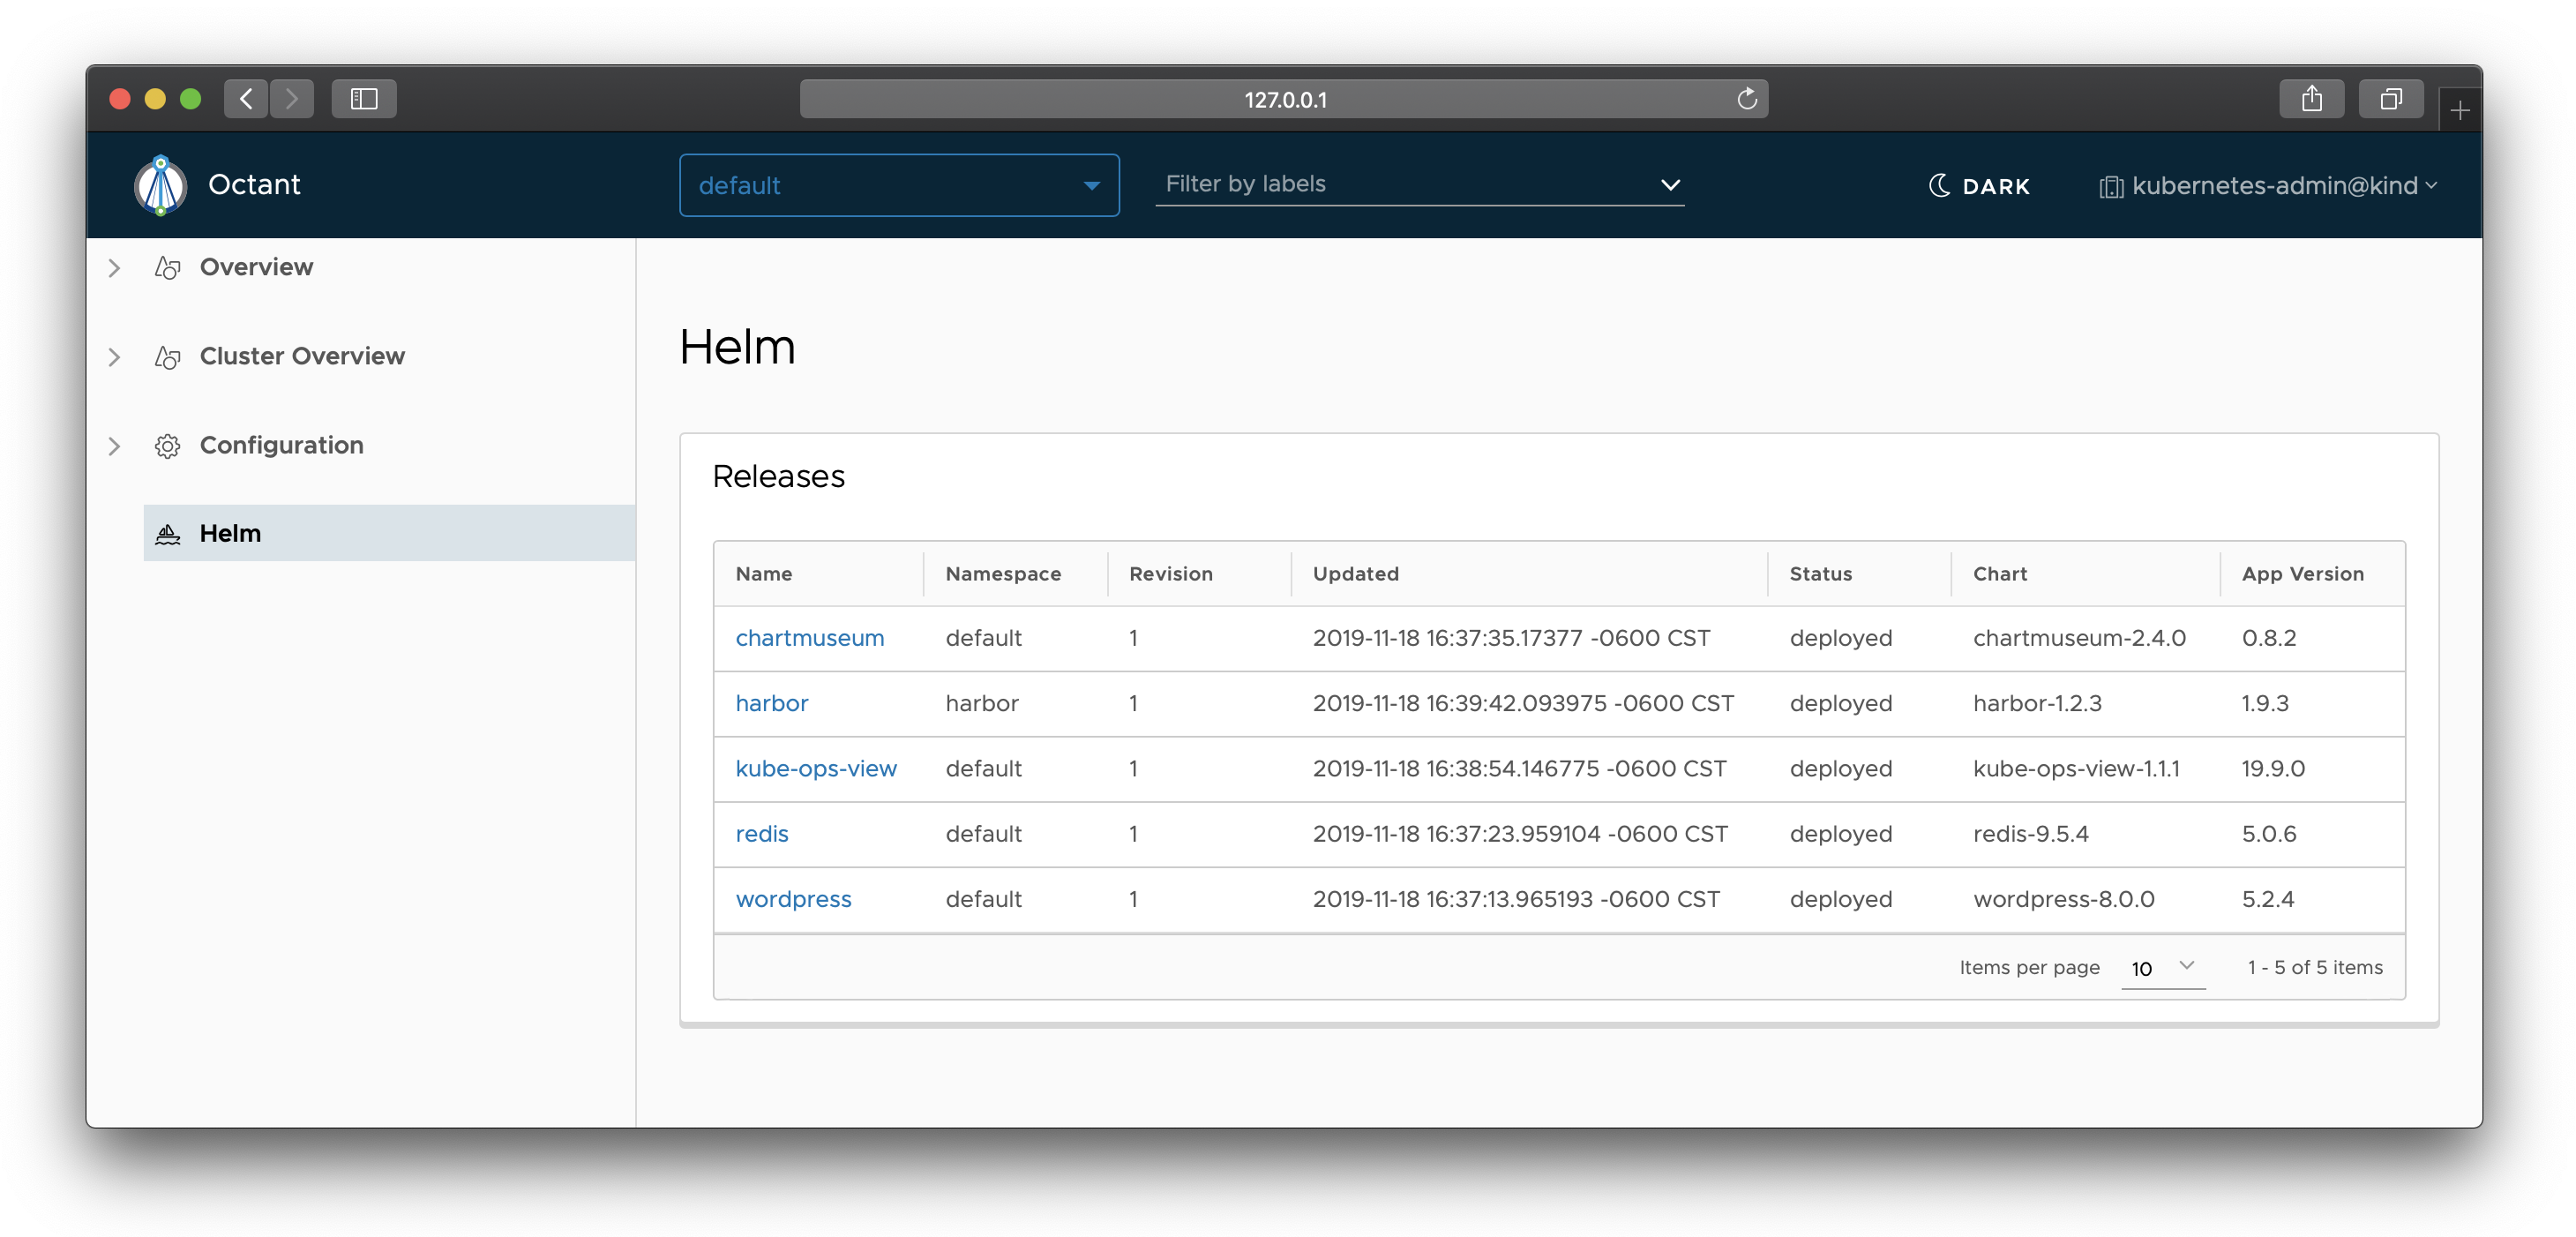 127.0.0.1
Octant
default
Filter by labels
DARK
kubernetes-admin@kind
Overview
Cluster Overview
Configuration
Helm
Helm
Releases
Name Namespace Revision Updated Status Chart App Version
chartmuseum default 1 2019-11-18 16:37:35.17377 -0600 CST deployed chartmuseum-2.4.0 0.8.2
harbor harbor 1 2019-11-18 16:39:42.093975 -0600 CST deployed harbor-1.2.3 1.9.3
kube-ops-view default 1 2019-11-18 16:38:54.146775 -0600 CST deployed kube-ops-view-1.1.1 19.9.0
redis default 1 2019-11-18 16:37:23.959104 -0600 CST deployed redis-9.5.4 5.0.6
wordpress default 1 2019-11-18 16:37:13.965193 -0600 CST deployed wordpress-8.0.0 5.2.4
Items per page 10 1 - 5 of 5 items